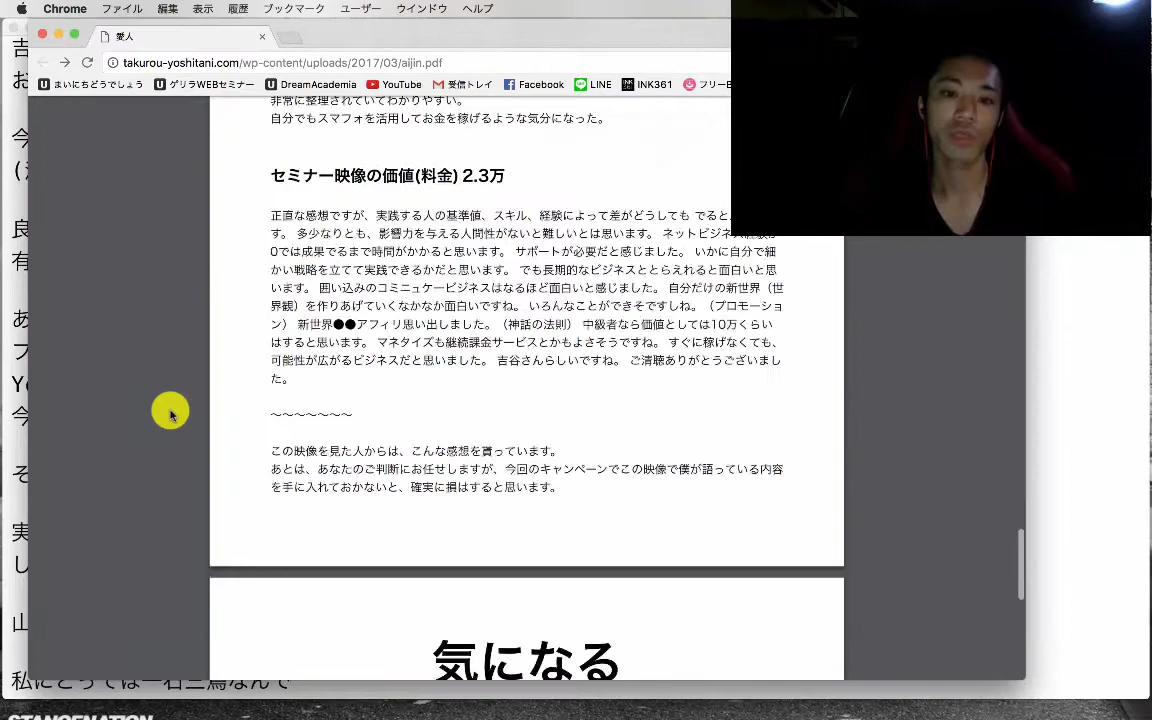 Chrome ファイル 編集 表示 履歴 ブックマーク ユーザー ウインドウ ヘルプ
愛人
takurou-yoshitani.com/wp-content/uploads/2017/03/aijin.pdf
まいにちどうでしょう ゲリラWEBセミナー DreamAcademia YouTube 受信トレイ Facebook LINE INK361 フリーB
非常に整理されていてわかりやすい。
自分でもスマフォを活用してお金を稼げるような気分になった。
セミナー映像の価値(料金) 2.3万
正直な感想ですが、実践する人の基準値、スキル、経験によって差がどうしても でると
す。 多少なりとも、影響力を与える人間性がないと難しいとは思います。 ネットビジネス経験が
0では成果でるまで時間がかかると思います。 サポートが必要だと感じました。 いかに自分で細
かい戦略を立てて実践できるかだと思います。 でも長期的なビジネスととらえれると面白いと思
います。 囲い込みのコミニュケービジネスはなるほど面白いと感じました。 自分だけの新世界（世
界観）を作りあげていくなかなか面白いですね。 いろんなことができそですしね。（プロモーショ
ン） 新世界●●アフィリ思い出しました。（神話の法則） 中級者なら価値としては10万くらい
はすると思います。 マネタイズも継続課金サービスとかもよさそうですね。 すぐに稼げなくても、
可能性が広がるビジネスだと思いました。 吉谷さんらしいですね。 ご清聴ありがとうございまし
た。
〜〜〜〜〜〜〜
この映像を見た人からは、こんな感想を貰っています。
あとは、あなたのご判断にお任せしますが、今回のキャンペーンでこの映像で僕が語っている内容
を手に入れておかないと、確実に損はすると思います。
気になる
吉
お
今
良
有
あ
フ
Y
今
そ
実
し
山
私にとっては一石三鳥なんで
STANCENATION